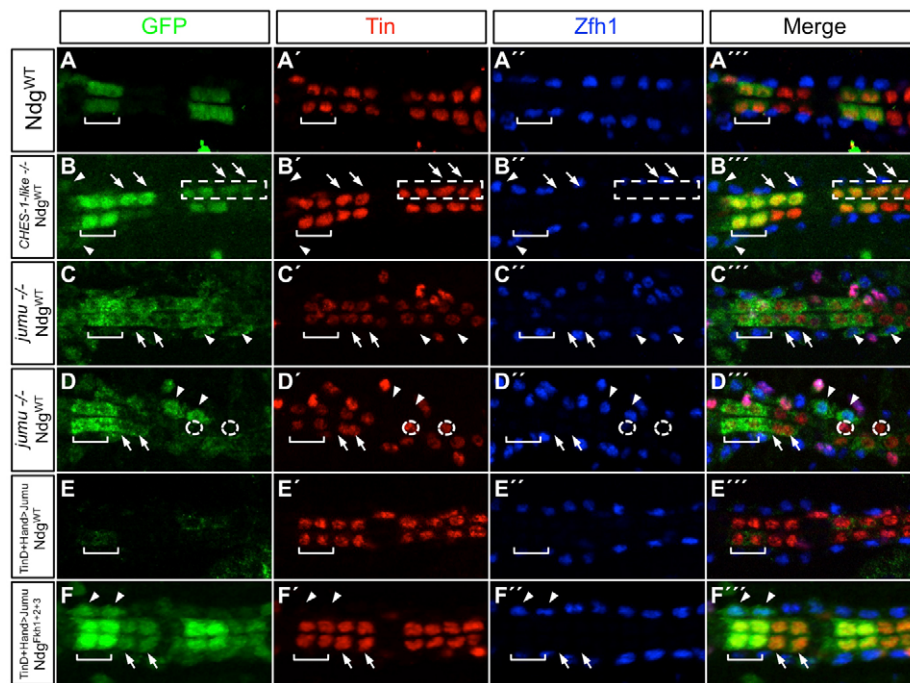 GFP Tin Zfh1 Merge
Ndg^WT A A´ A´´ A´´´
CHES-1-like -/- Ndg^WT B B´ B´´ B´´´
jumu -/- Ndg^WT C C´ C´´ C´´´
jumu -/- Ndg^WT D D´ D´´ D´´´
TinD+Hand>Jumu Ndg^WT E E´ E´´ E´´´
TinD+Hand>Jumu Ndg^Fkh1+2+3 F F´ F´´ F´´´